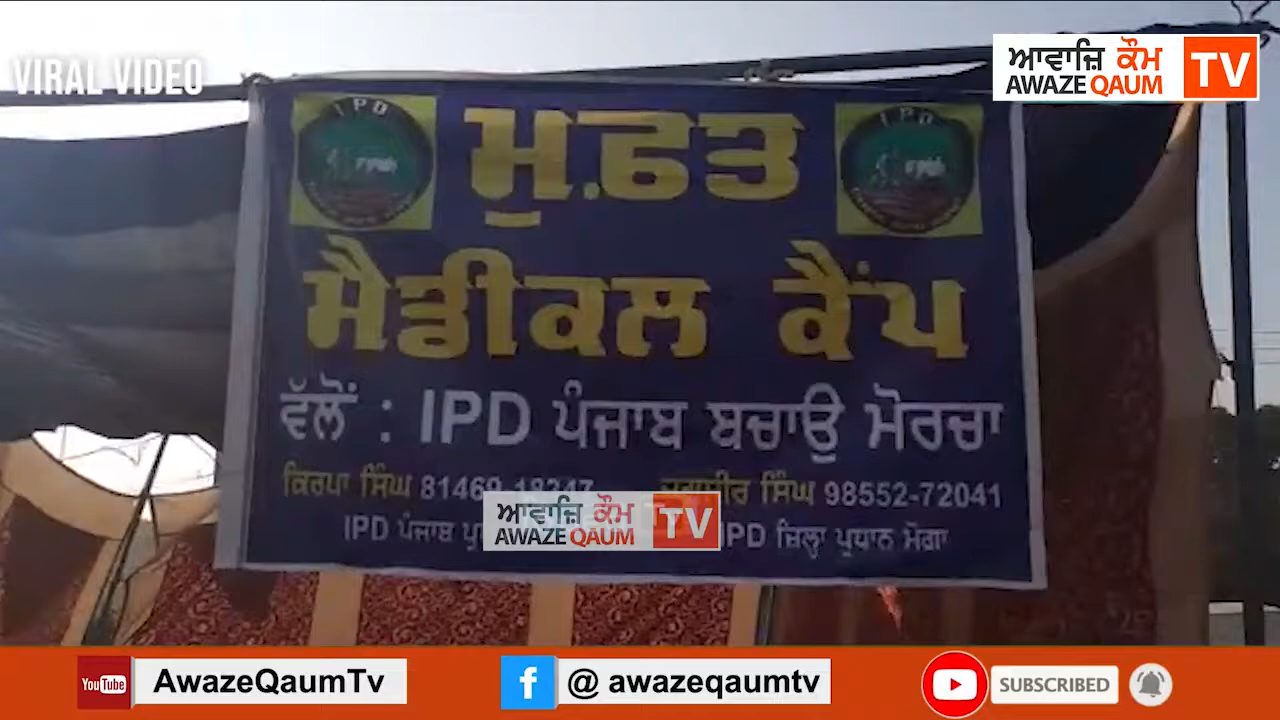 VIRAL VIDEO
ਆਵਾਜ਼ਿ ਕੌਮ
AWAZE QAUM TV
IPD
IPD
ਮੁ.ਫਤ
ਮੈਡੀਕਲ ਕੈਂਪ
ਵੱਲੋਂ : IPD ਪੰਜਾਬ ਬਚਾਉ ਮੋਰਚਾ
ਕਿਰਪਾ ਸਿੰਘ 81469-18247 ਸਿੰਘ 98552-72041
IPD ਪੰਜਾਬ IPD ਜ਼ਿਲ੍ਹਾ ਪ੍ਰਧਾਨ ਮੋਗਾ
ਆਵਾਜ਼ਿ ਕੌਮ
AWAZE QAUM TV
YouTube AwazeQaumTv
f @ awazeqaumtv
SUBSCRIBED